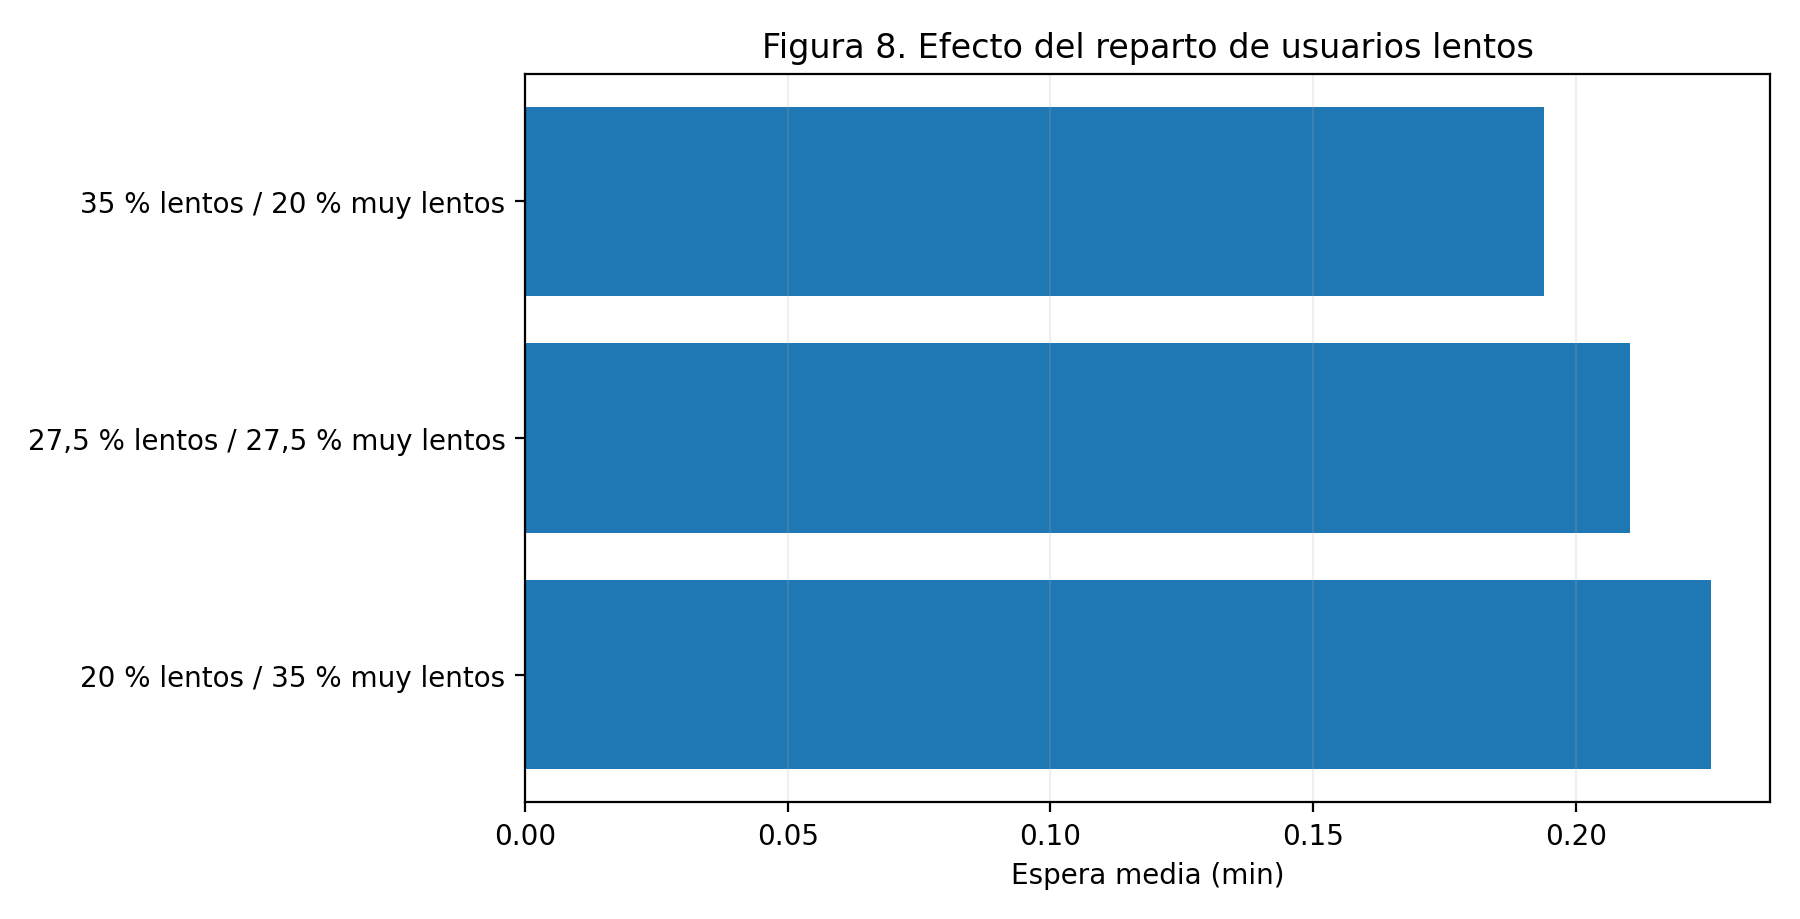 Figura 8. Efecto del reparto de usuarios lentos
35 % lentos / 20 % muy lentos
27,5 % lentos / 27,5 % muy lentos
20 % lentos / 35 % muy lentos
0.00 0.05 0.10 0.15 0.20
Espera media (min)